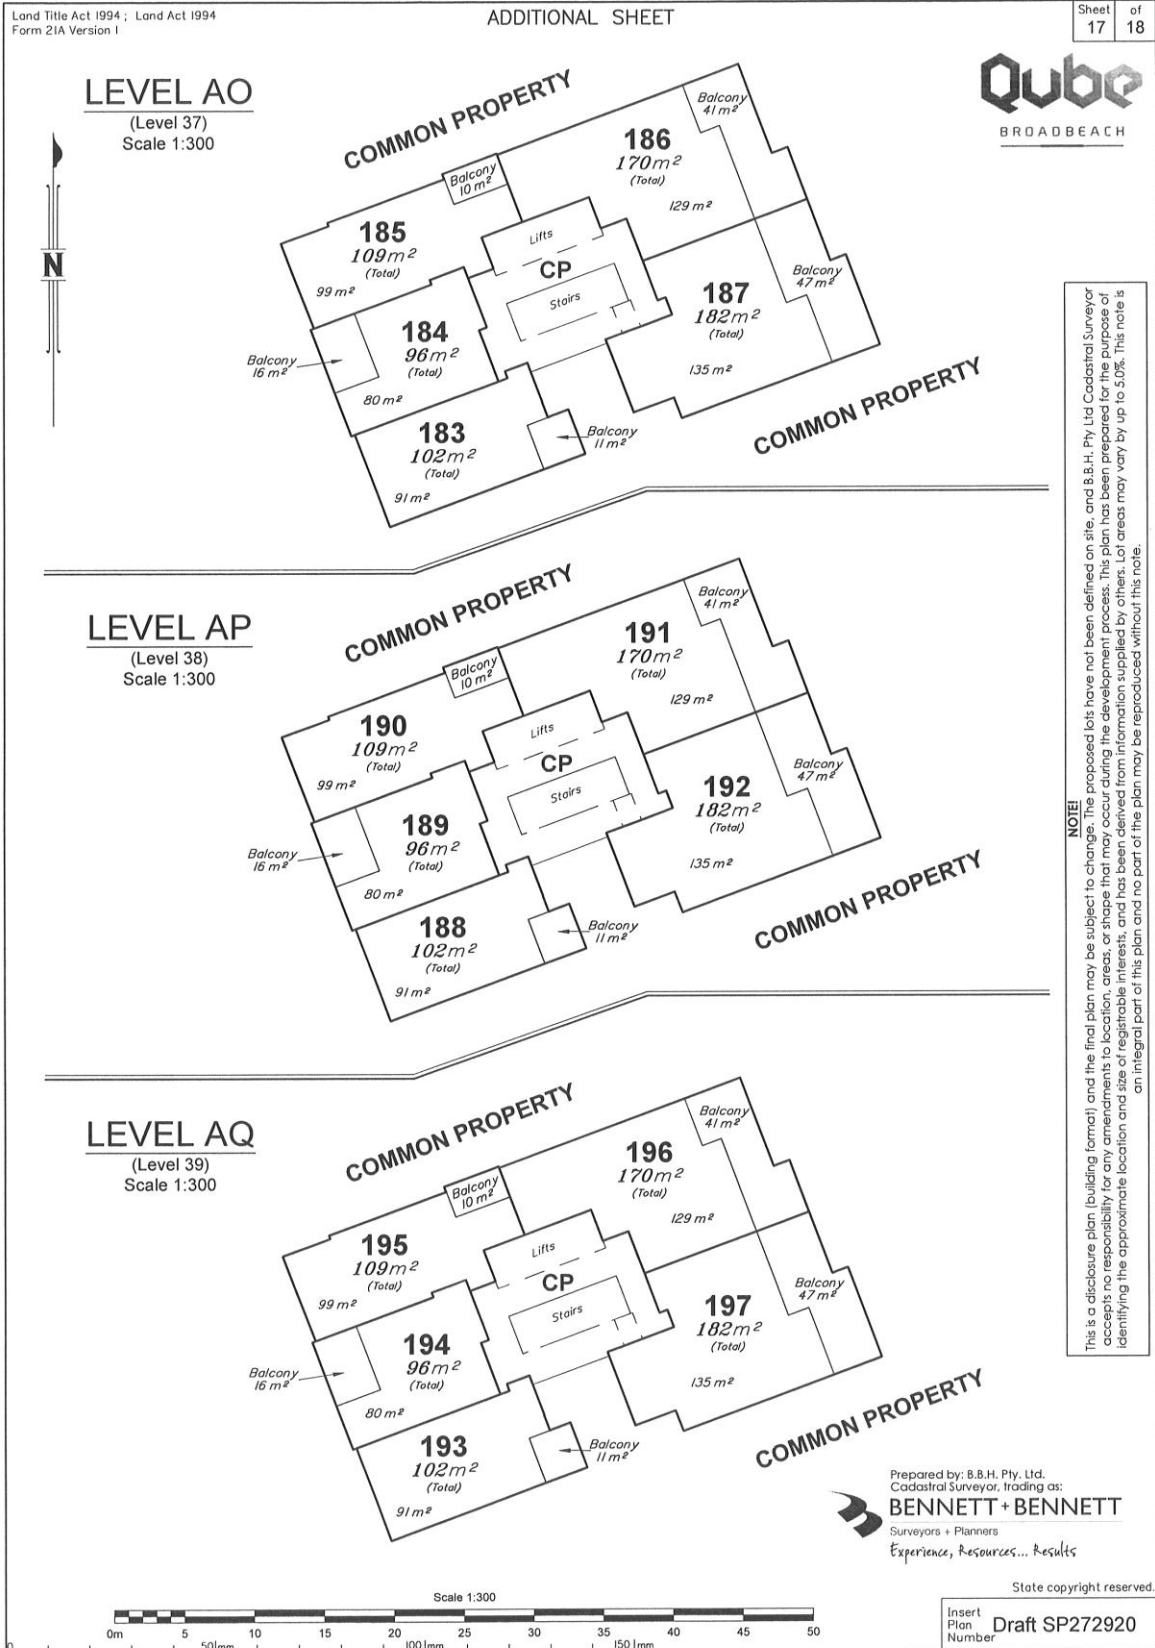 Land Title Act 1994 ; Land Act 1994
Form 21A Version 1
ADDITIONAL SHEET
Sheet of
17 18
Qube
BROADBEACH
LEVEL AO
(Level 37)
Scale 1:300
N
COMMON PROPERTY
Balcony
41 m²
186
170m²
(Total)
129 m²
Balcony
10 m²
185
109m²
(Total)
99 m²
Lifts
CP
Stairs
187
182m²
(Total)
135 m²
Balcony
47 m²
184
96m²
(Total)
80 m²
Balcony
16 m²
183
102m²
(Total)
91 m²
Balcony
11 m²
COMMON PROPERTY
LEVEL AP
(Level 38)
Scale 1:300
COMMON PROPERTY
Balcony
41 m²
191
170m²
(Total)
129 m²
Balcony
10 m²
190
109m²
(Total)
99 m²
Lifts
CP
Stairs
192
182m²
(Total)
135 m²
Balcony
47 m²
189
96m²
(Total)
80 m²
Balcony
16 m²
188
102m²
(Total)
91 m²
Balcony
11 m²
COMMON PROPERTY
LEVEL AQ
(Level 39)
Scale 1:300
COMMON PROPERTY
Balcony
41 m²
196
170m²
(Total)
129 m²
Balcony
10 m²
195
109m²
(Total)
99 m²
Lifts
CP
Stairs
197
182m²
(Total)
135 m²
Balcony
47 m²
194
96m²
(Total)
80 m²
Balcony
16 m²
193
102m²
(Total)
91 m²
Balcony
11 m²
COMMON PROPERTY
NOTE!
This is a disclosure plan (building format) and the final plan may be subject to change. The proposed lots have not been defined on site, and B.B.H. Pty Ltd Cadastral Surveyor
accepts no responsibility for any amendments to location, areas, or shape that may occur during the development process. This plan has been prepared for the purpose of
identifying the approximate location and size of registrable interests, and has been derived from information supplied by others. Lot areas may vary by up to 5.0%. This note is
an integral part of this plan and no part of the plan may be reproduced without this note.
Prepared by: B.B.H. Pty. Ltd.
Cadastral Surveyor, trading as:
BENNETT + BENNETT
Surveyors + Planners
Experience, Resources... Results
Scale 1:300
0m 5 10 15 20 25 30 35 40 45 50
0 50 mm 100 mm 150 mm
State copyright reserved.
Insert
Plan
Number
Draft SP272920